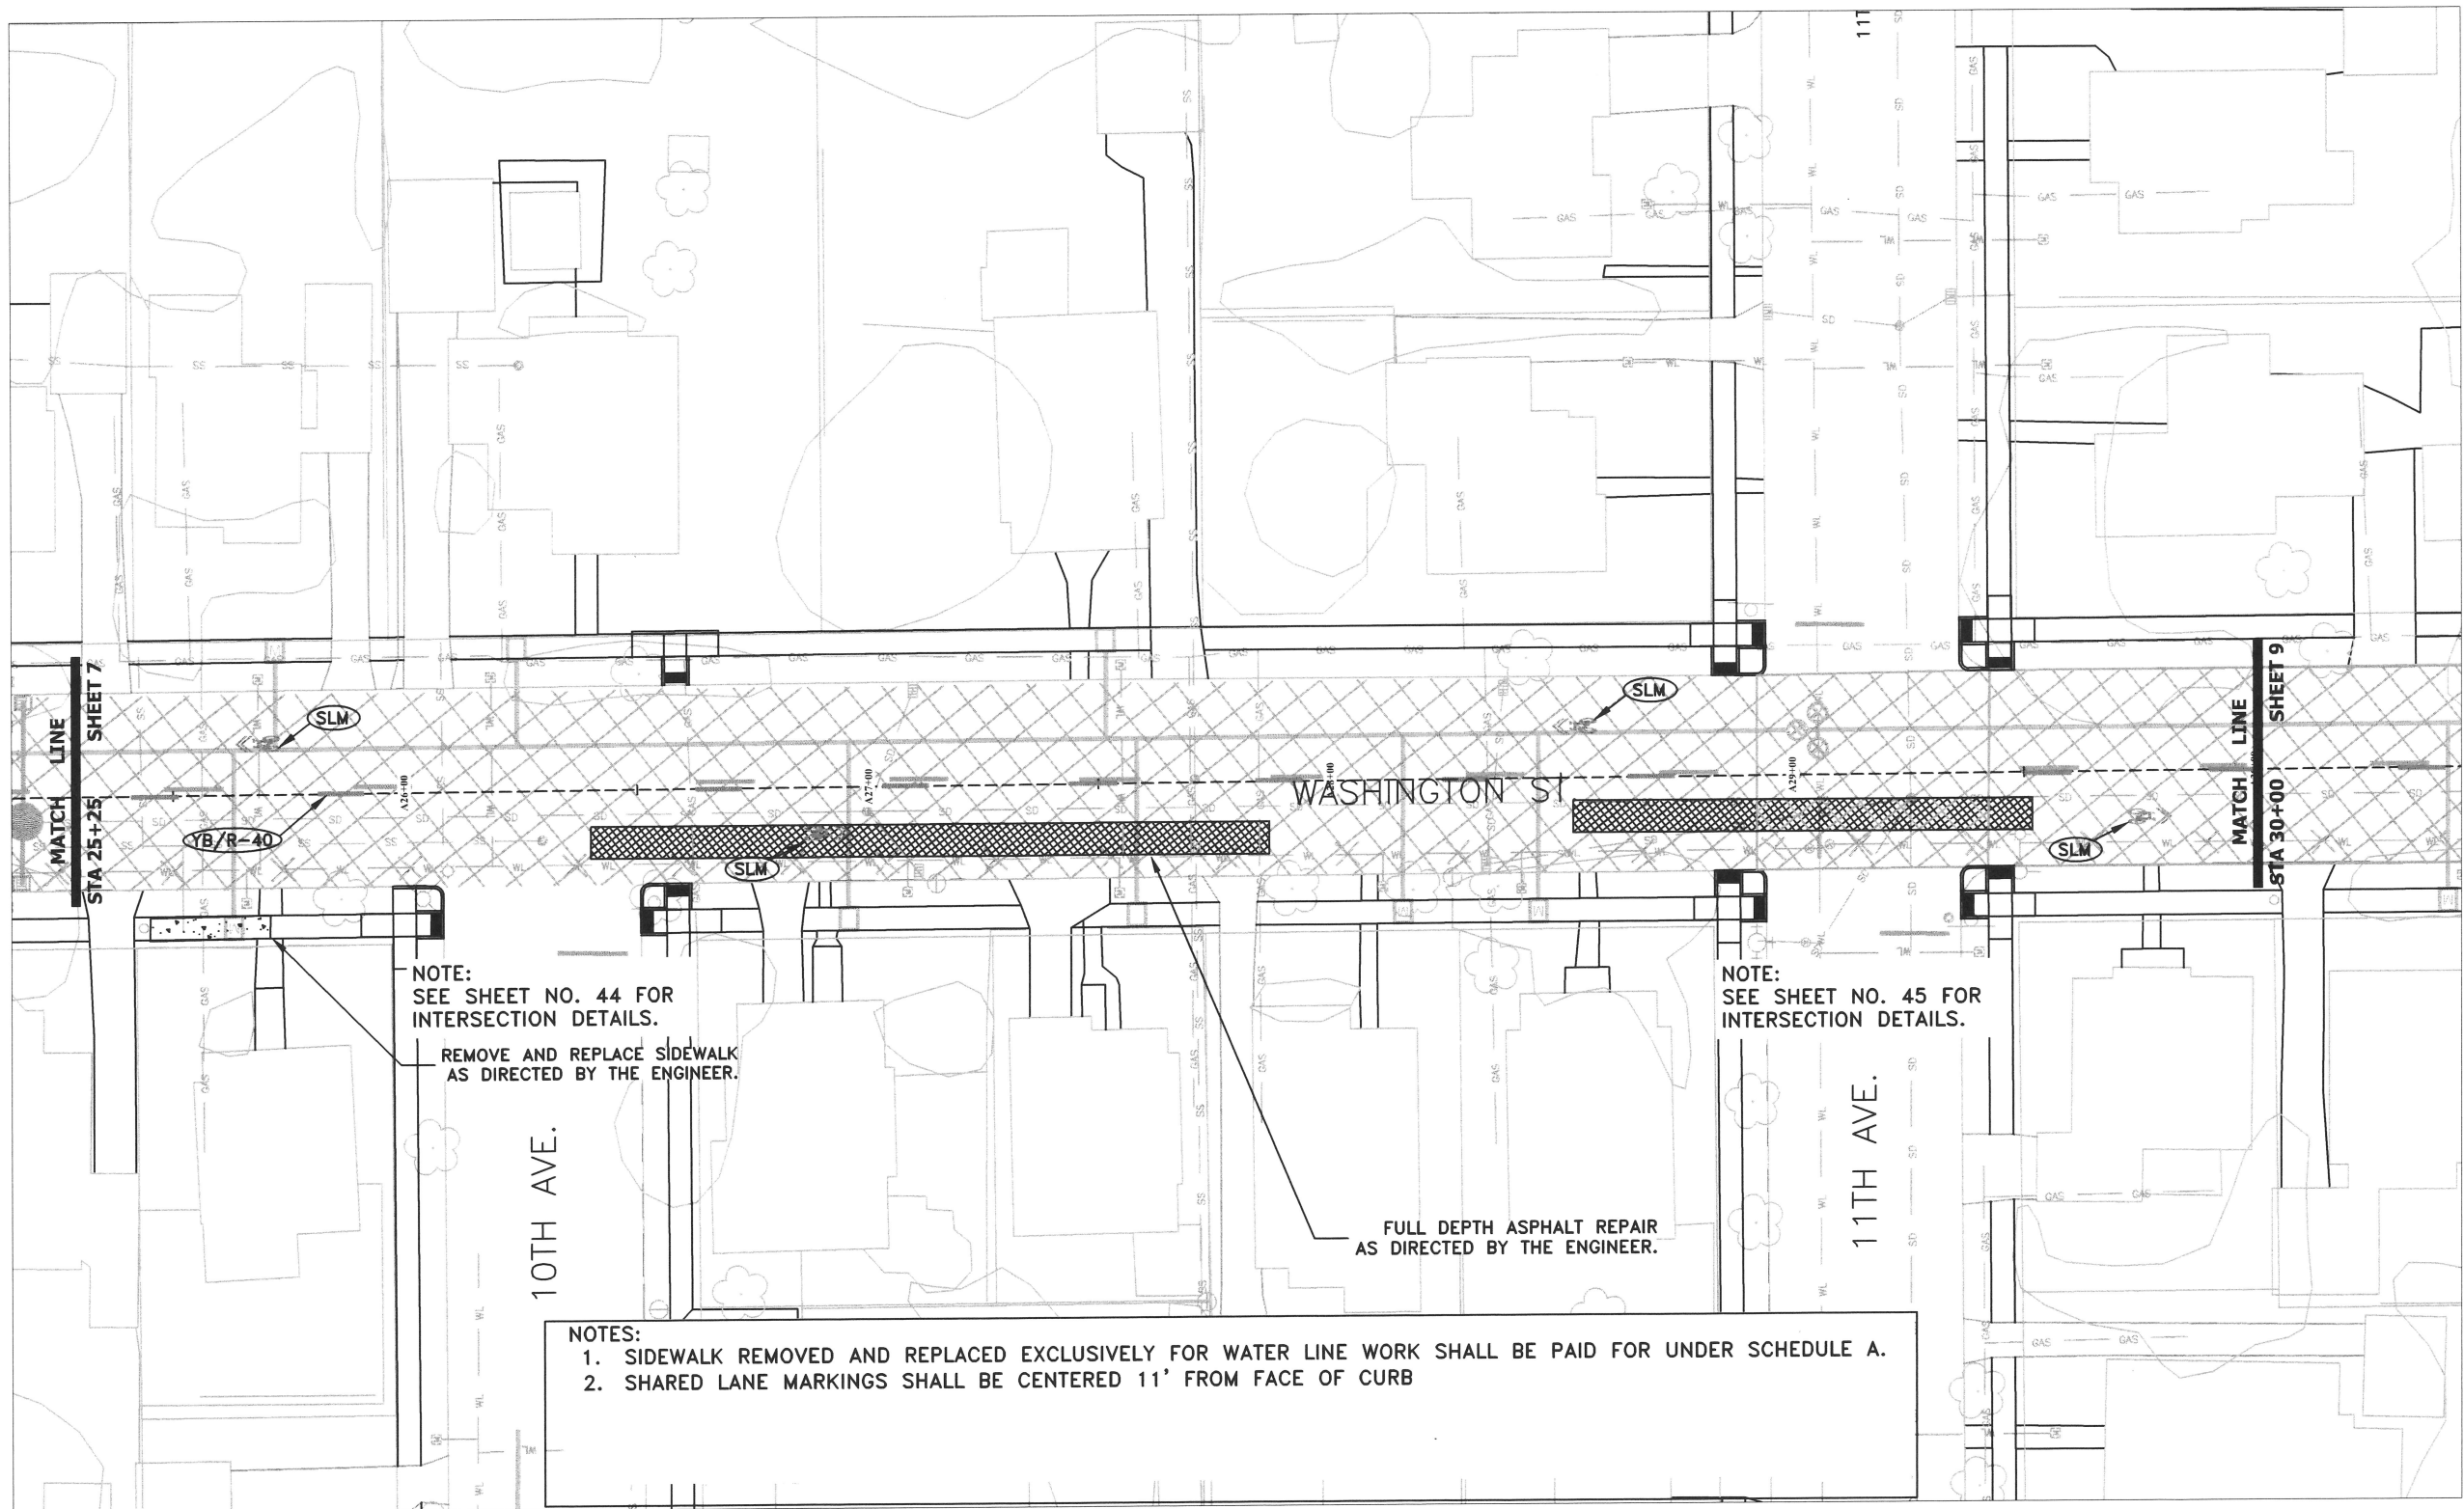 11T
MATCH LINE
STA 25+25 SHEET 7
SLM
YB/R-40
A26+00
SLM
A27+00
WASHINGTON ST
SLM
A29+00
SLM
MATCH LINE
STA 30+00 SHEET 9
NOTE:
SEE SHEET NO. 44 FOR
INTERSECTION DETAILS.
REMOVE AND REPLACE SIDEWALK
AS DIRECTED BY THE ENGINEER.
NOTE:
SEE SHEET NO. 45 FOR
INTERSECTION DETAILS.
10TH AVE.
11TH AVE.
FULL DEPTH ASPHALT REPAIR
AS DIRECTED BY THE ENGINEER.
NOTES:
1. SIDEWALK REMOVED AND REPLACED EXCLUSIVELY FOR WATER LINE WORK SHALL BE PAID FOR UNDER SCHEDULE A.
2. SHARED LANE MARKINGS SHALL BE CENTERED 11' FROM FACE OF CURB
GAS
SS
SD
WL